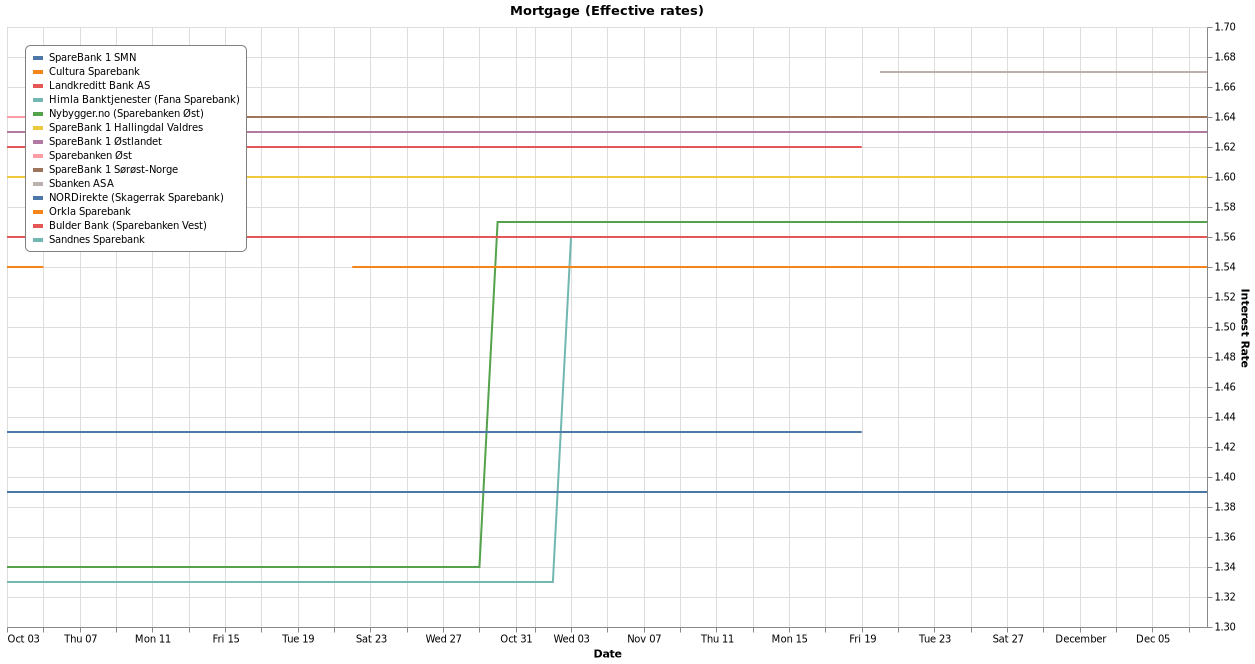 Mortgage (Effective rates)
SpareBank 1 SMN
Cultura Sparebank
Landkreditt Bank AS
Himla Banktjenester (Fana Sparebank)
Nybygger.no (Sparebanken Øst)
SpareBank 1 Hallingdal Valdres
SpareBank 1 Østlandet
Sparebanken Øst
SpareBank 1 Sørøst-Norge
Sbanken ASA
NORDirekte (Skagerrak Sparebank)
Orkla Sparebank
Bulder Bank (Sparebanken Vest)
Sandnes Sparebank
1.70
1.68
1.66
1.64
1.62
1.60
1.58
1.56
1.54
1.52
1.50
1.48
1.46
1.44
1.42
1.40
1.38
1.36
1.34
1.32
1.30
Interest Rate
Oct 03 Thu 07 Mon 11 Fri 15 Tue 19 Sat 23 Wed 27 Oct 31 Wed 03 Nov 07 Thu 11 Mon 15 Fri 19 Tue 23 Sat 27 December Dec 05
Date